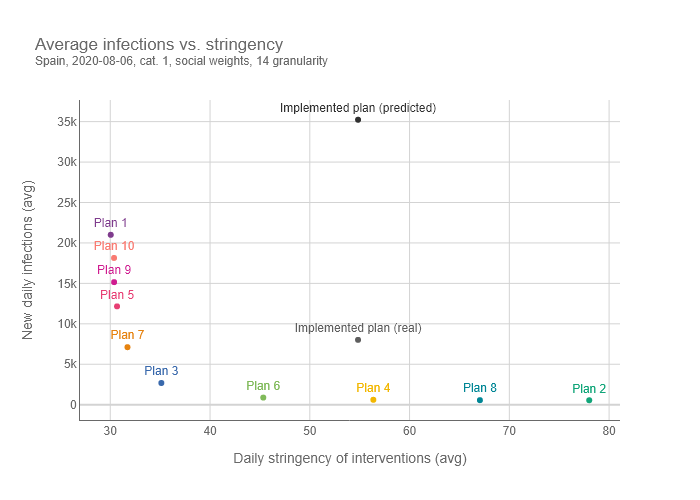 Average infections vs. stringency
Spain, 2020-08-06, cat. 1, social weights, 14 granularity
Implemented plan (predicted)
35k
30k
25k
Plan 1
20k
Plan 10
Plan 9
15k
Plan 5
10k
Implemented plan (real)
Plan 7
5k
Plan 3
Plan 6
Plan 4
Plan 8
Plan 2
0
New daily infections (avg)
30
40
50
60
70
80
Daily stringency of interventions (avg)